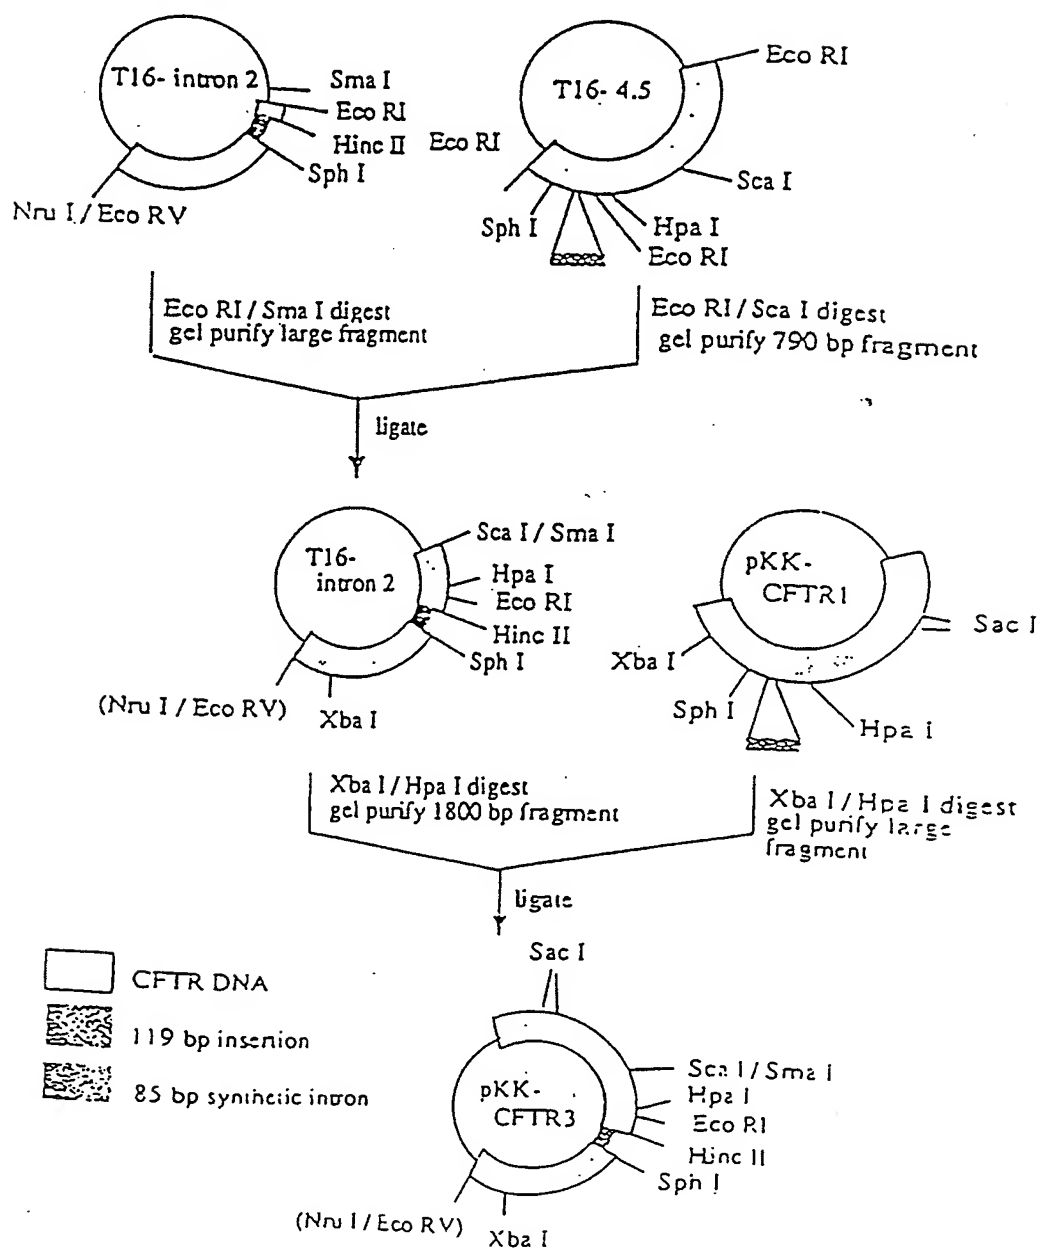 T16- intron 2
Sma I
Eco RI
Hinc II
Sph I
Nru I / Eco RV
T16- 4.5
Eco RI
Eco RI
Sca I
Sph I
Hpa I
Eco RI
Eco RI / Sma I digest
gel purify large fragment
Eco RI / Sca I digest
gel purify 790 bp fragment
ligate
T16-
intron 2
Sca I / Sma I
Hpa I
Eco RI
Hinc II
Sph I
(Nru I / Eco RV)
Xba I
pKK-
CFTR1
Sac I
Xba I
Sph I
Hpa I
Xba I / Hpa I digest
gel purify 1800 bp fragment
Xba I / Hpa I digest
gel purify large
fragment
ligate
CFTR DNA
119 bp insertion
85 bp synthetic intron
Sac I
pKK-
CFTR3
Sca I / Sma I
Hpa I
Eco RI
Hinc II
Sph I
(Nru I / Eco RV)
Xba I